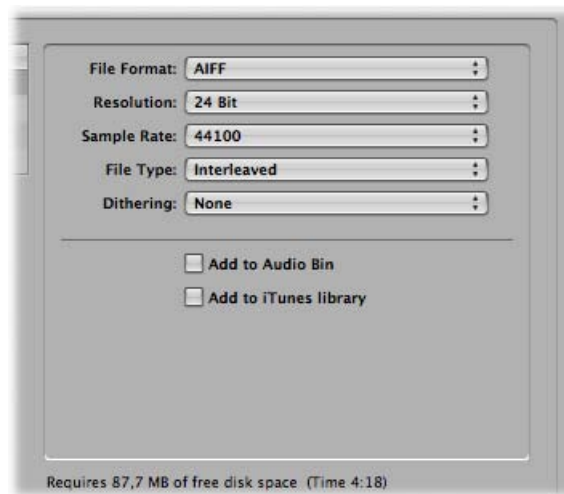 File Format: AIFF
Resolution: 24 Bit
Sample Rate: 44100
File Type: Interleaved
Dithering: None
Add to Audio Bin
Add to iTunes library
Requires 87,7 MB of free disk space (Time 4:18)